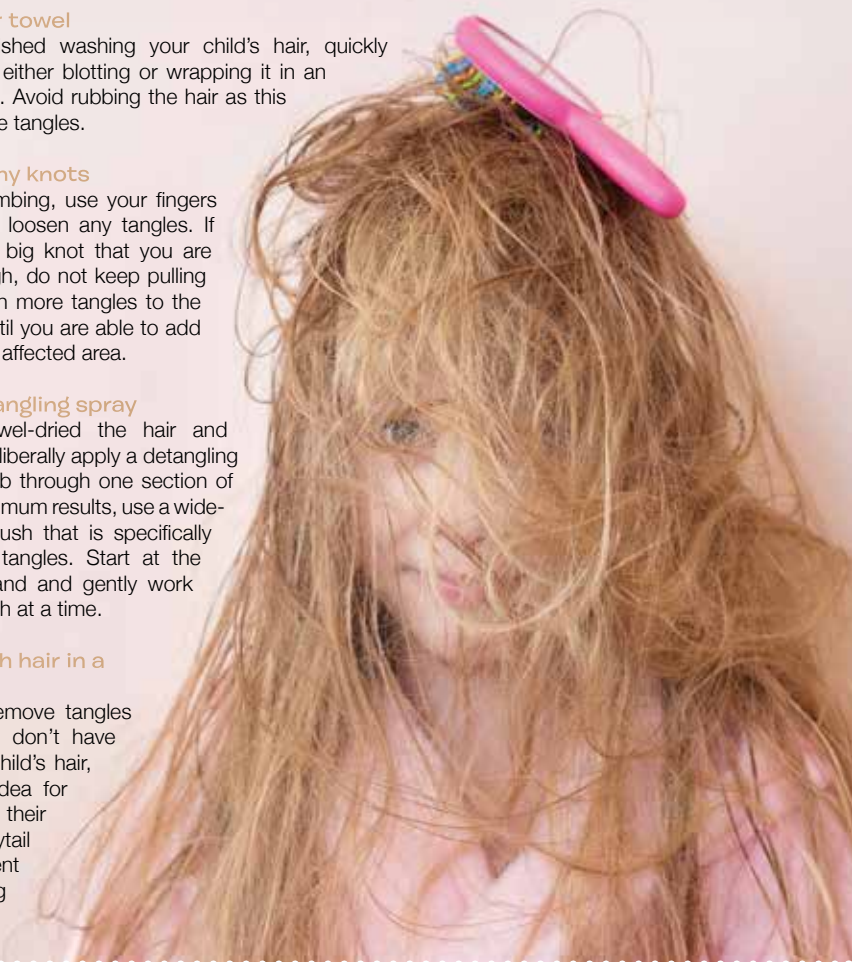 r towel
shed washing your child’s hair, quickly
either blotting or wrapping it in an
. Avoid rubbing the hair as this
e tangles.
ny knots
mbing, use your fingers
loosen any tangles. If
big knot that you are
gh, do not keep pulling
n more tangles to the
til you are able to add
affected area.
angling spray
wel-dried the hair and
liberally apply a detangling
b through one section of
mum results, use a wide-
ush that is specifically
tangles. Start at the
and and gently work
h at a time.
h hair in a
emove tangles
don’t have
hild’s hair,
dea for
their
ytail
ent
g